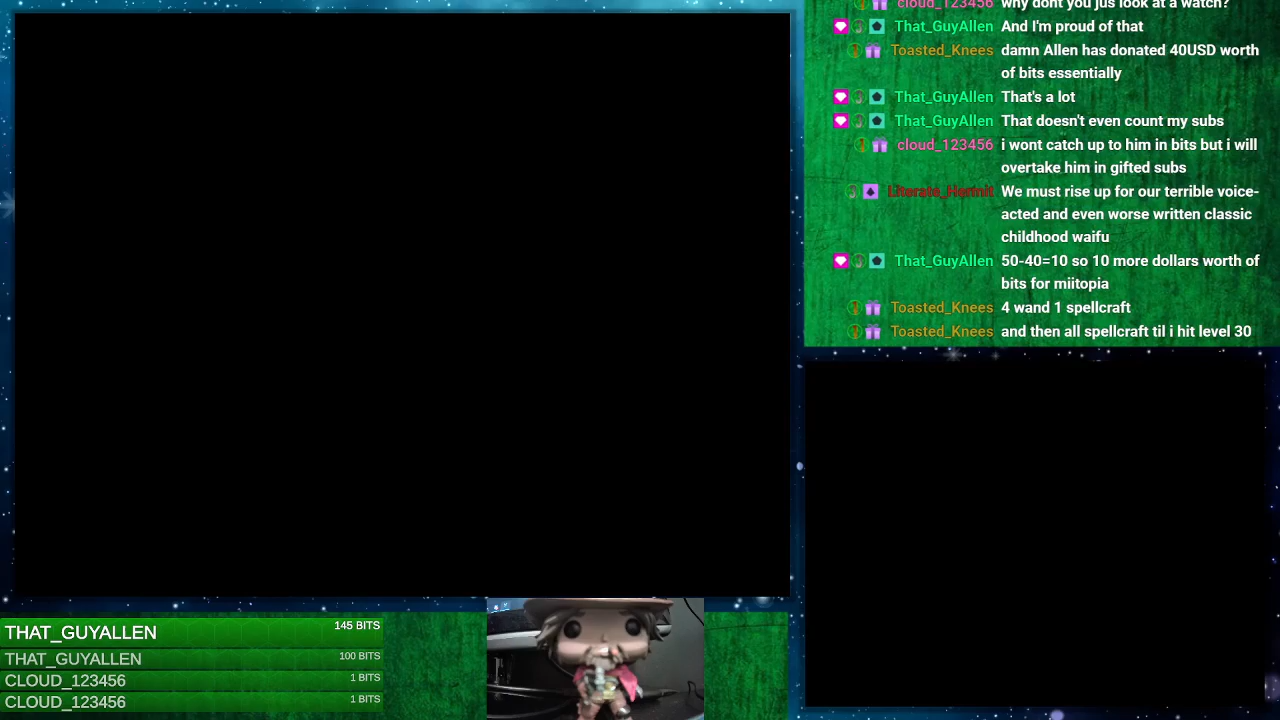 cloud_123456 why dont you jus look at a watch?
That_GuyAllen And I'm proud of that
Toasted_Knees damn Allen has donated 40USD worth
of bits essentially
That_GuyAllen That's a lot
That_GuyAllen That doesn't even count my subs
cloud_123456 i wont catch up to him in bits but i will
overtake him in gifted subs
Literate_Hermit We must rise up for our terrible voice-
acted and even worse written classic
childhood waifu
That_GuyAllen 50-40=10 so 10 more dollars worth of
bits for miitopia
Toasted_Knees 4 wand 1 spellcraft
Toasted_Knees and then all spellcraft til i hit level 30
THAT_GUYALLEN 145 BITS
THAT_GUYALLEN 100 BITS
CLOUD_123456 1 BITS
CLOUD_123456 1 BITS